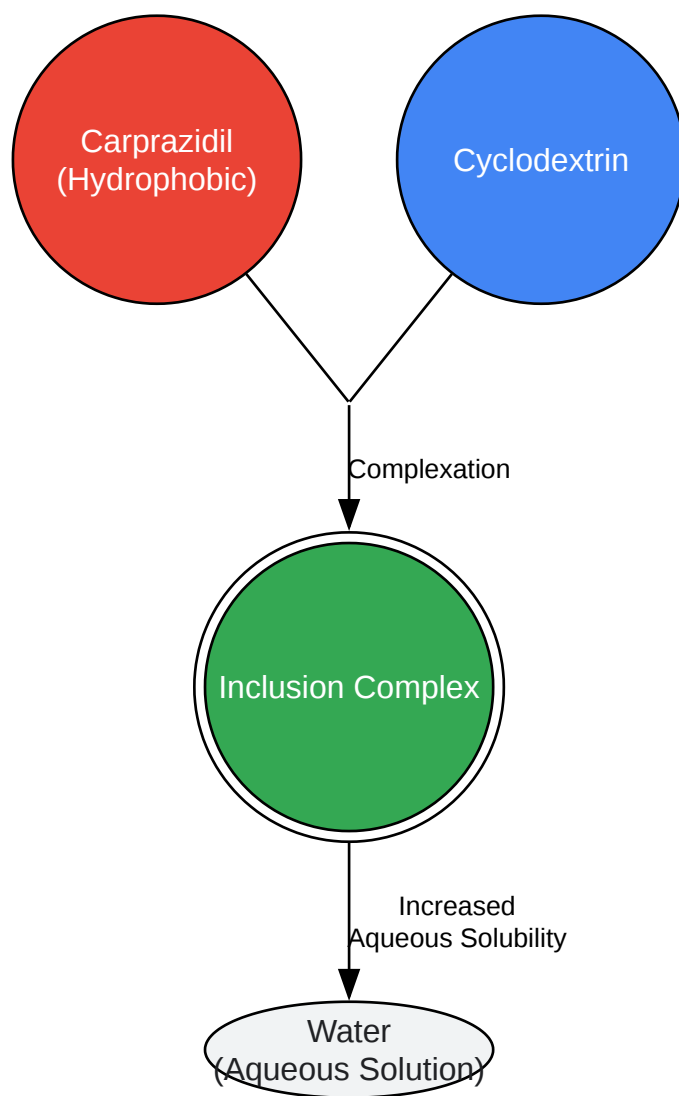 Carprazidil
(Hydrophobic)
Cyclodextrin
Complexation
Inclusion Complex
Increased
Aqueous Solubility
Water
(Aqueous Solution)